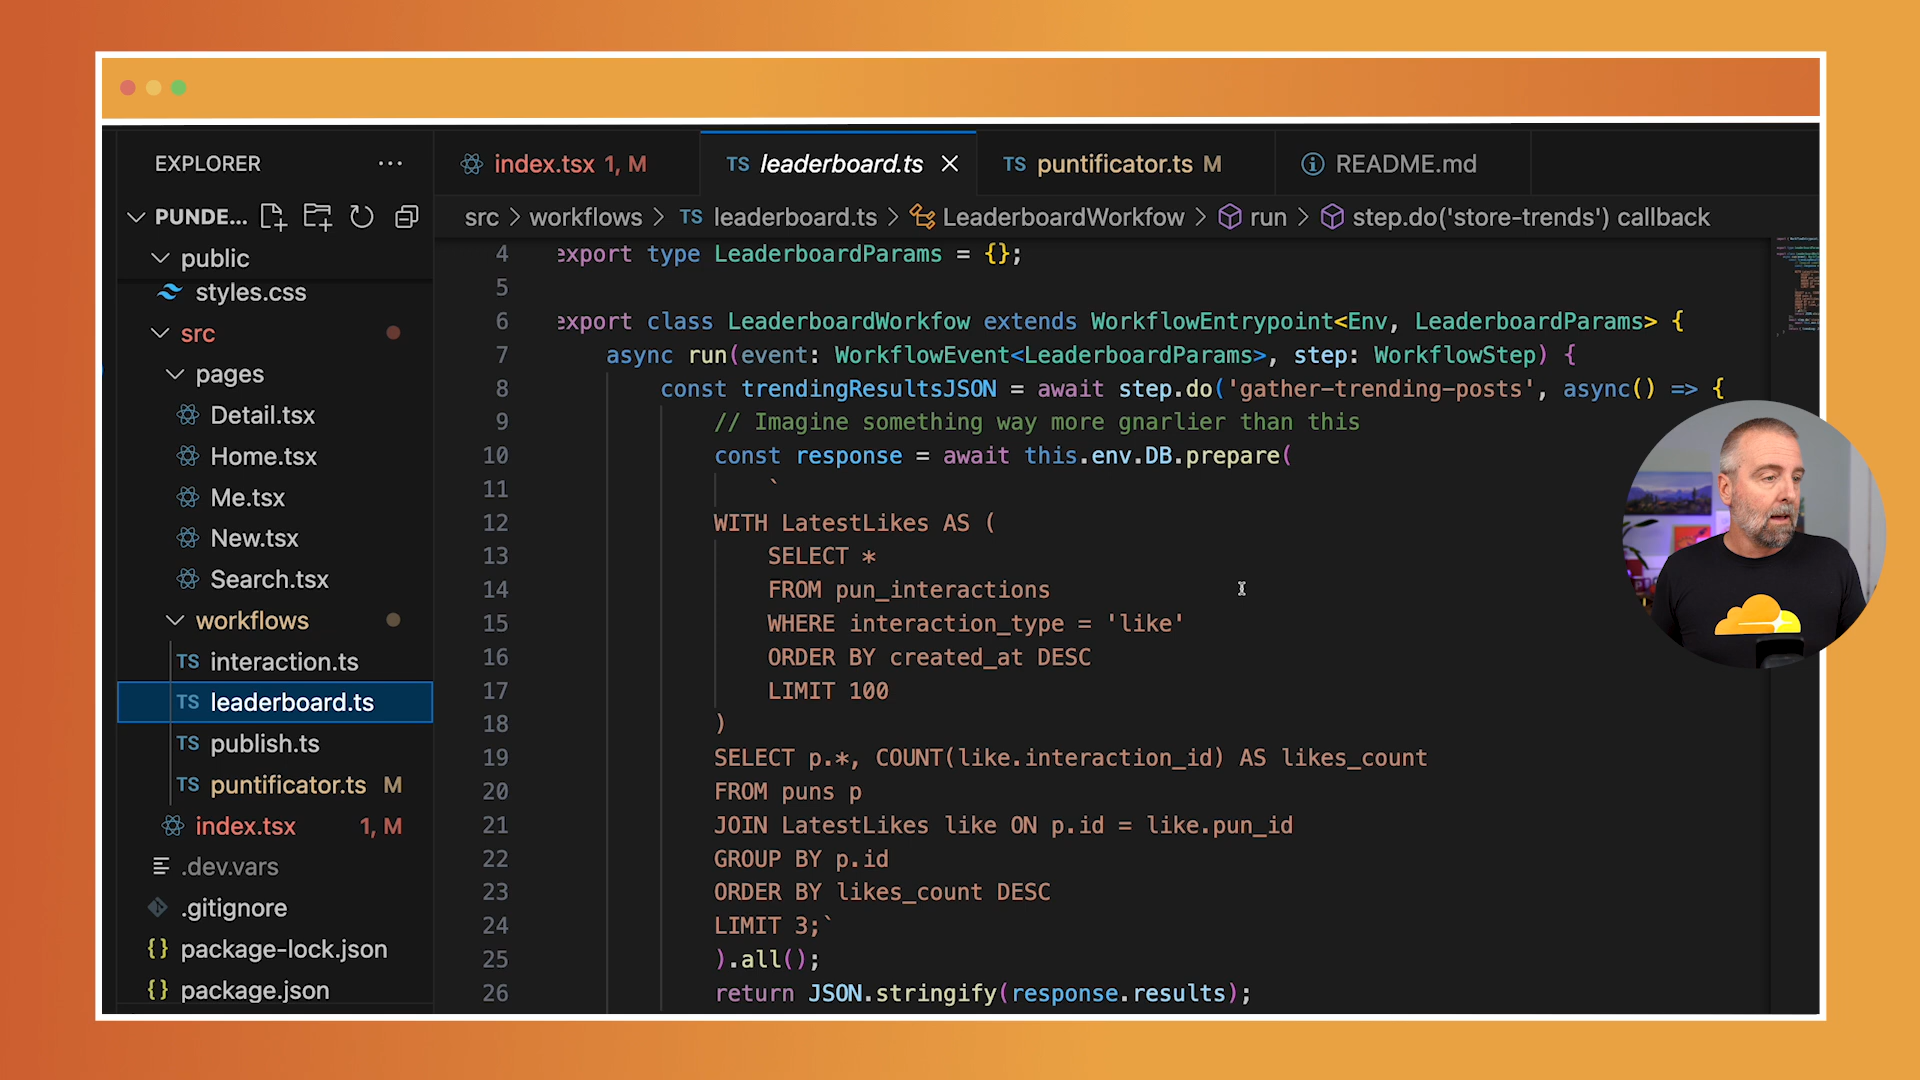 EXPLORER
index.tsx 1, M
TS leaderboard.ts
TS puntificator.ts M
README.md
PUNDE...
src > workflows > TS leaderboard.ts > LeaderboardWorkfow > run > step.do('store-trends') callback
public
styles.css
src
pages
Detail.tsx
Home.tsx
Me.tsx
New.tsx
Search.tsx
workflows
TS interaction.ts
TS leaderboard.ts
TS publish.ts
TS puntificator.ts M
index.tsx 1, M
.dev.vars
.gitignore
{} package-lock.json
{} package.json
4 export type LeaderboardParams = {};
5
6 export class LeaderboardWorkfow extends WorkflowEntrypoint<Env, LeaderboardParams> {
7 async run(event: WorkflowEvent<LeaderboardParams>, step: WorkflowStep) {
8 const trendingResultsJSON = await step.do('gather-trending-posts', async() => {
9 // Imagine something way more gnarlier than this
10 const response = await this.env.DB.prepare(
11 `
12 WITH LatestLikes AS (
13 SELECT *
14 FROM pun_interactions
15 WHERE interaction_type = 'like'
16 ORDER BY created_at DESC
17 LIMIT 100
18 )
19 SELECT p.*, COUNT(like.interaction_id) AS likes_count
20 FROM puns p
21 JOIN LatestLikes like ON p.id = like.pun_id
22 GROUP BY p.id
23 ORDER BY likes_count DESC
24 LIMIT 3;`
25 ).all();
26 return JSON.stringify(response.results);